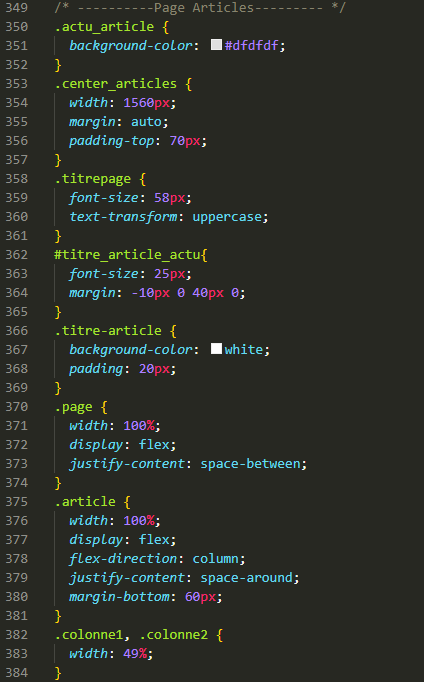 349 /* ----------Page Articles--------- */
350 .actu_article {
351 background-color: #dfdfdf;
352 }
353 .center_articles {
354 width: 1560px;
355 margin: auto;
356 padding-top: 70px;
357 }
358 .titrepage {
359 font-size: 58px;
360 text-transform: uppercase;
361 }
362 #titre_article_actu{
363 font-size: 25px;
364 margin: -10px 0 40px 0;
365 }
366 .titre-article {
367 background-color: white;
368 padding: 20px;
369 }
370 .page {
371 width: 100%;
372 display: flex;
373 justify-content: space-between;
374 }
375 .article {
376 width: 100%;
377 display: flex;
378 flex-direction: column;
379 justify-content: space-around;
380 margin-bottom: 60px;
381 }
382 .colonne1, .colonne2 {
383 width: 49%;
384 }